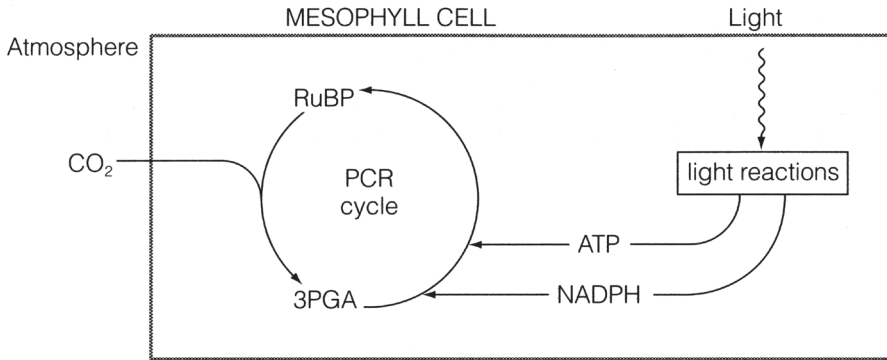 MESOPHYLL CELL
Light
Atmosphere
RuBP
CO₂
PCR
cycle
light reactions
ATP
3PGA
NADPH